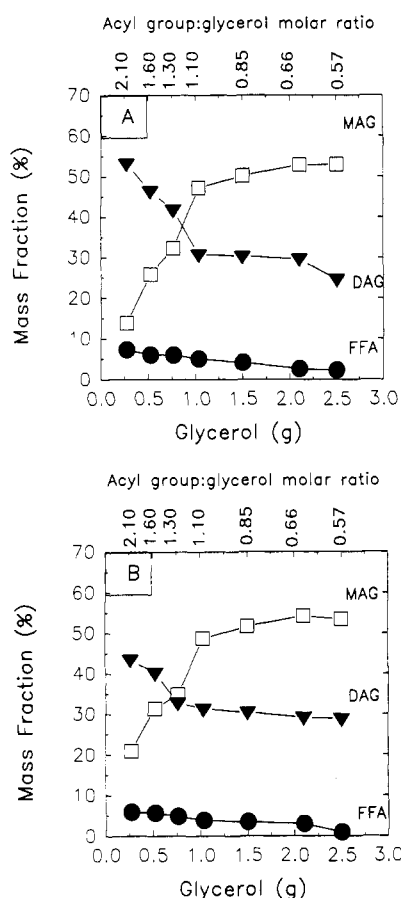 Acyl group:glycerol molar ratio
2.10 1.60 1.30 1.10 0.85 0.66 0.57
70
60
50
40
30
20
10
0
A
MAG
DAG
FFA
Mass Fraction (%)
0.0 0.5 1.0 1.5 2.0 2.5 3.0
Glycerol (g)
Acyl group:glycerol molar ratio
2.10 1.60 1.30 1.10 0.85 0.66 0.57
70
60
50
40
30
20
10
0
B
MAG
DAG
FFA
Mass Fraction (%)
0.0 0.5 1.0 1.5 2.0 2.5 3.0
Glycerol (g)